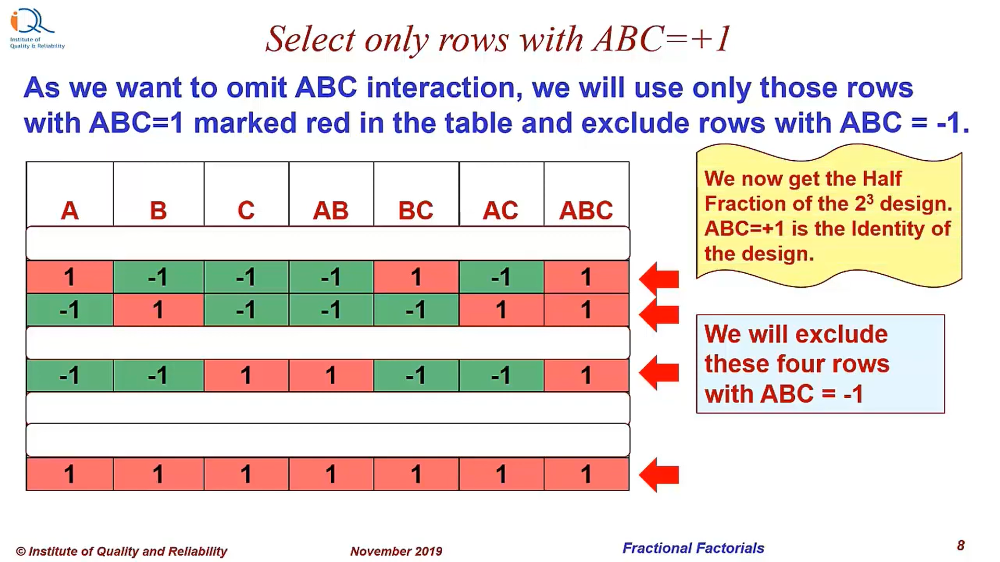 iQR
Institute of
Quality & Reliability
Select only rows with ABC=+1
As we want to omit ABC interaction, we will use only those rows
with ABC=1 marked red in the table and exclude rows with ABC = -1.
A B C AB BC AC ABC
1 -1 -1 -1 1 -1 1
-1 1 -1 -1 -1 1 1
-1 -1 1 1 -1 -1 1
1 1 1 1 1 1 1
We now get the Half
Fraction of the 2³ design.
ABC=+1 is the Identity of
the design.
We will exclude
these four rows
with ABC = -1
© Institute of Quality and Reliability
November 2019
Fractional Factorials
8